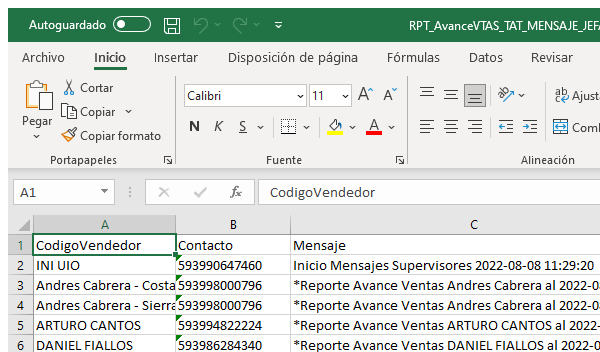 Autoguardado RPT_AvanceVTAS_TAT_MENSAJE_JEFA
Archivo Inicio Insertar Disposición de página Fórmulas Datos Revisar
Pegar Cortar Copiar Copiar formato
Calibri 11 A A
N K S A
ab Ajusta
Comb
Portapapeles Fuente Alineación
A1 fx CodigoVendedor
A B C
1 CodigoVendedor Contacto Mensaje
2 INI UIO 593990647460 Inicio Mensajes Supervisores 2022-08-08 11:29:20
3 Andres Cabrera - Costa 593998000796 *Reporte Avance Ventas Andres Cabrera al 2022-0
4 Andres Cabrera - Sierra 593998000796 *Reporte Avance Ventas Andres Cabrera al 2022-0
5 ARTURO CANTOS 593994822224 *Reporte Avance Ventas ARTURO CANTOS al 202
6 DANIEL FIALLOS 593986284340 *Reporte Avance Ventas DANIEL FIALLOS al 2022-